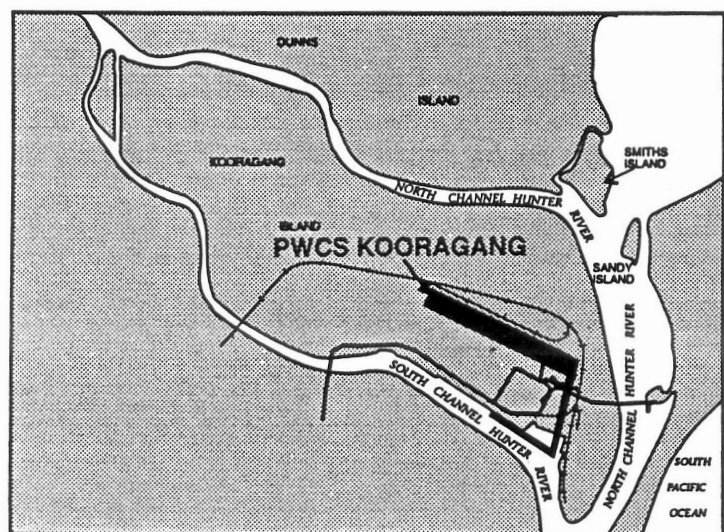 DUNNS
ISLAND
KOORAGANG
ISLAND
SMITHS
ISLAND
NORTH CHANNEL HUNTER
RIVER
PWCS KOORAGANG
SANDY
ISLAND
SOUTH CHANNEL HUNTER
RIVER
NORTH CHANNEL HUNTER RIVER
SOUTH
PACIFIC
OCEAN